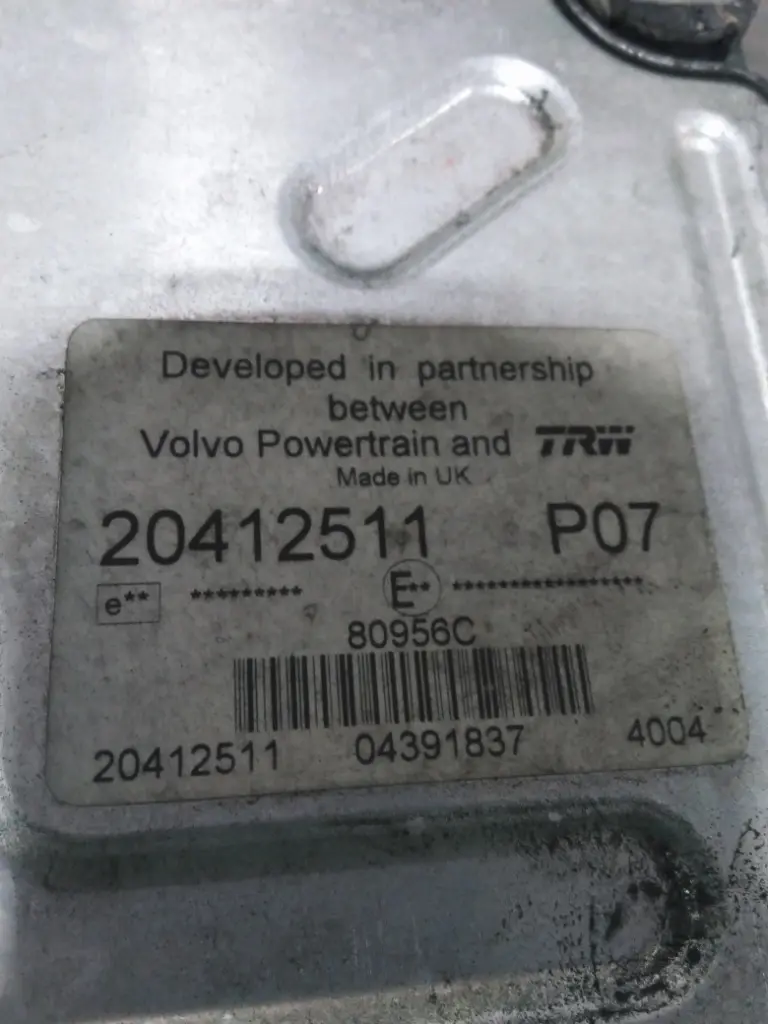 Developed in partnership
between
Volvo Powertrain and TRW
Made in UK
20412511 P07
e** ********* E** ****************
80956C
20412511 04391837 4004